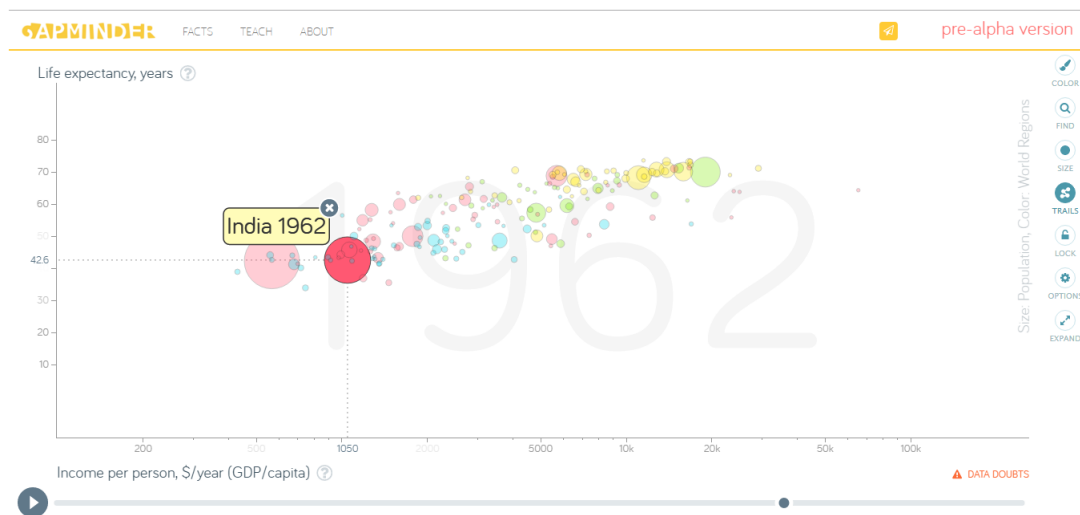 GAPMINDER FACTS TEACH ABOUT pre-alpha version
Life expectancy, years ?
COLOR
FIND
SIZE
TRAILS
LOCK
OPTIONS
EXPAND
Size: Population, Color: World Regions
80
70
60
50
42.6
30
20
10
India 1962
1962
200 500 1050 2000 5000 10k 20k 50k 100k
Income per person, $/year (GDP/capita) ?
DATA DOUBTS